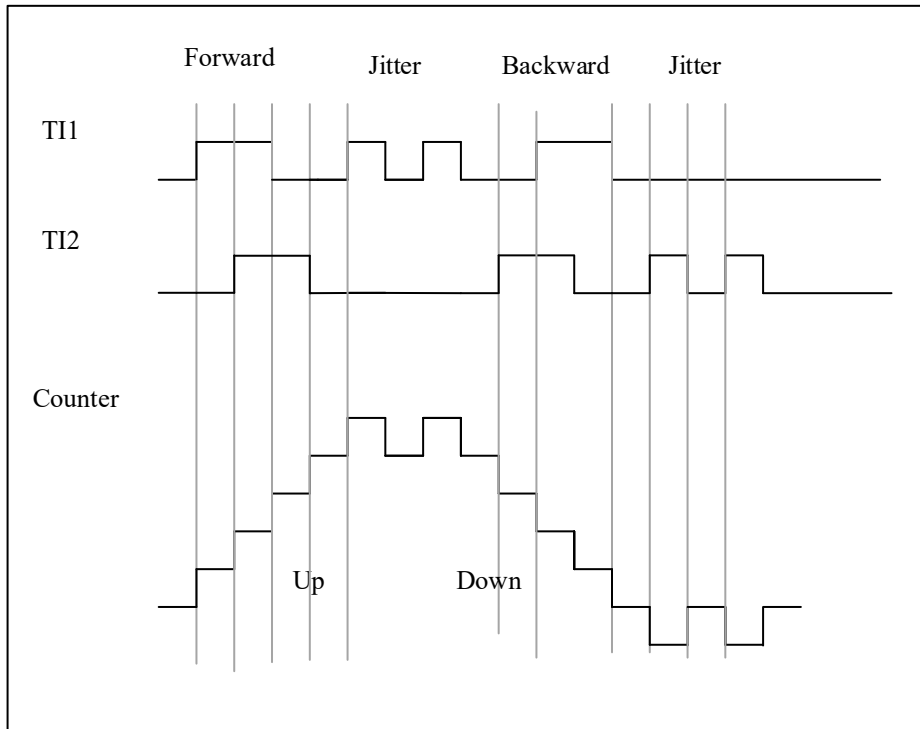 Forward
Jitter
Backward
Jitter
TI1
TI2
Counter
Up
Down